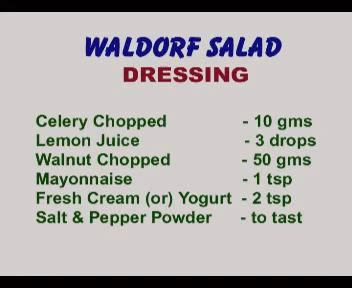 WALDORF SALAD
DRESSING
Celery Chopped - 10 gms
Lemon Juice - 3 drops
Walnut Chopped - 50 gms
Mayonnaise - 1 tsp
Fresh Cream (or) Yogurt - 2 tsp
Salt & Pepper Powder - to tast